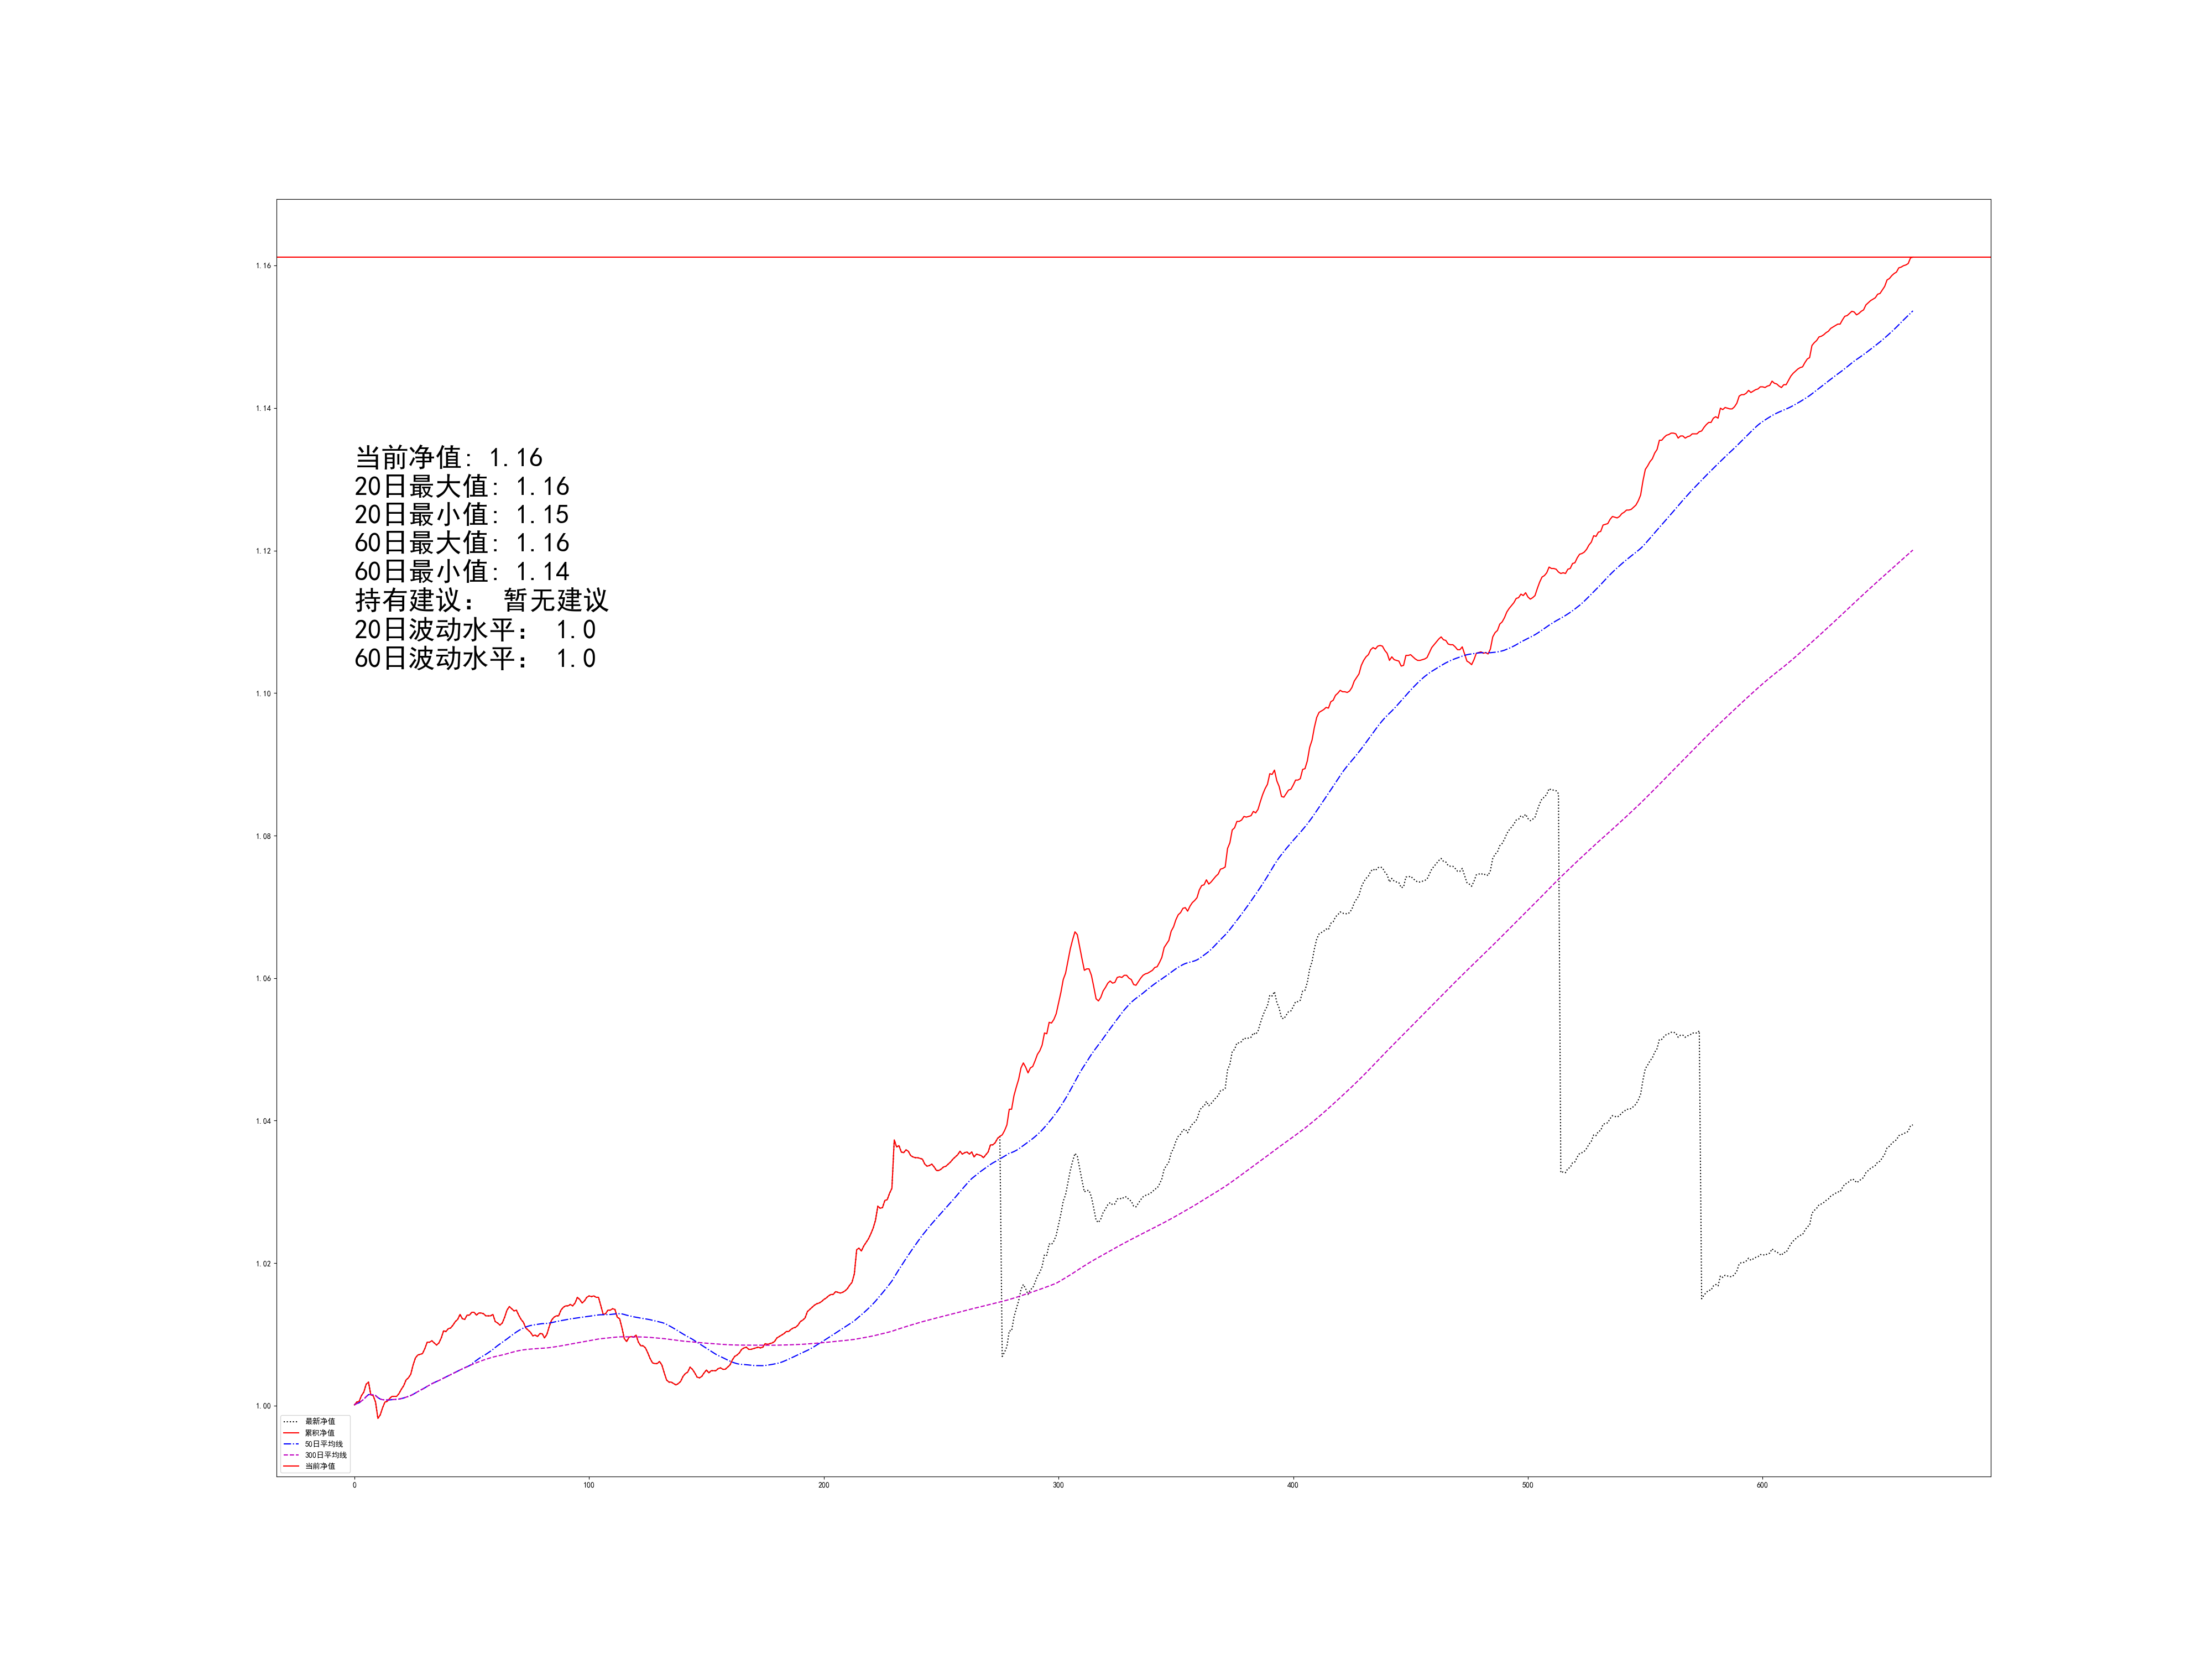 1.16
1.14
1.12
1.10
1.08
1.06
1.04
1.02
1.00
当前净值: 1.16
20日最大值: 1.16
20日最小值: 1.15
60日最大值: 1.16
60日最小值: 1.14
持有建议： 暂无建议
20日波动水平： 1.0
60日波动水平： 1.0
最新净值
累积净值
50日平均线
300日平均线
当前净值
0 100 200 300 400 500 600